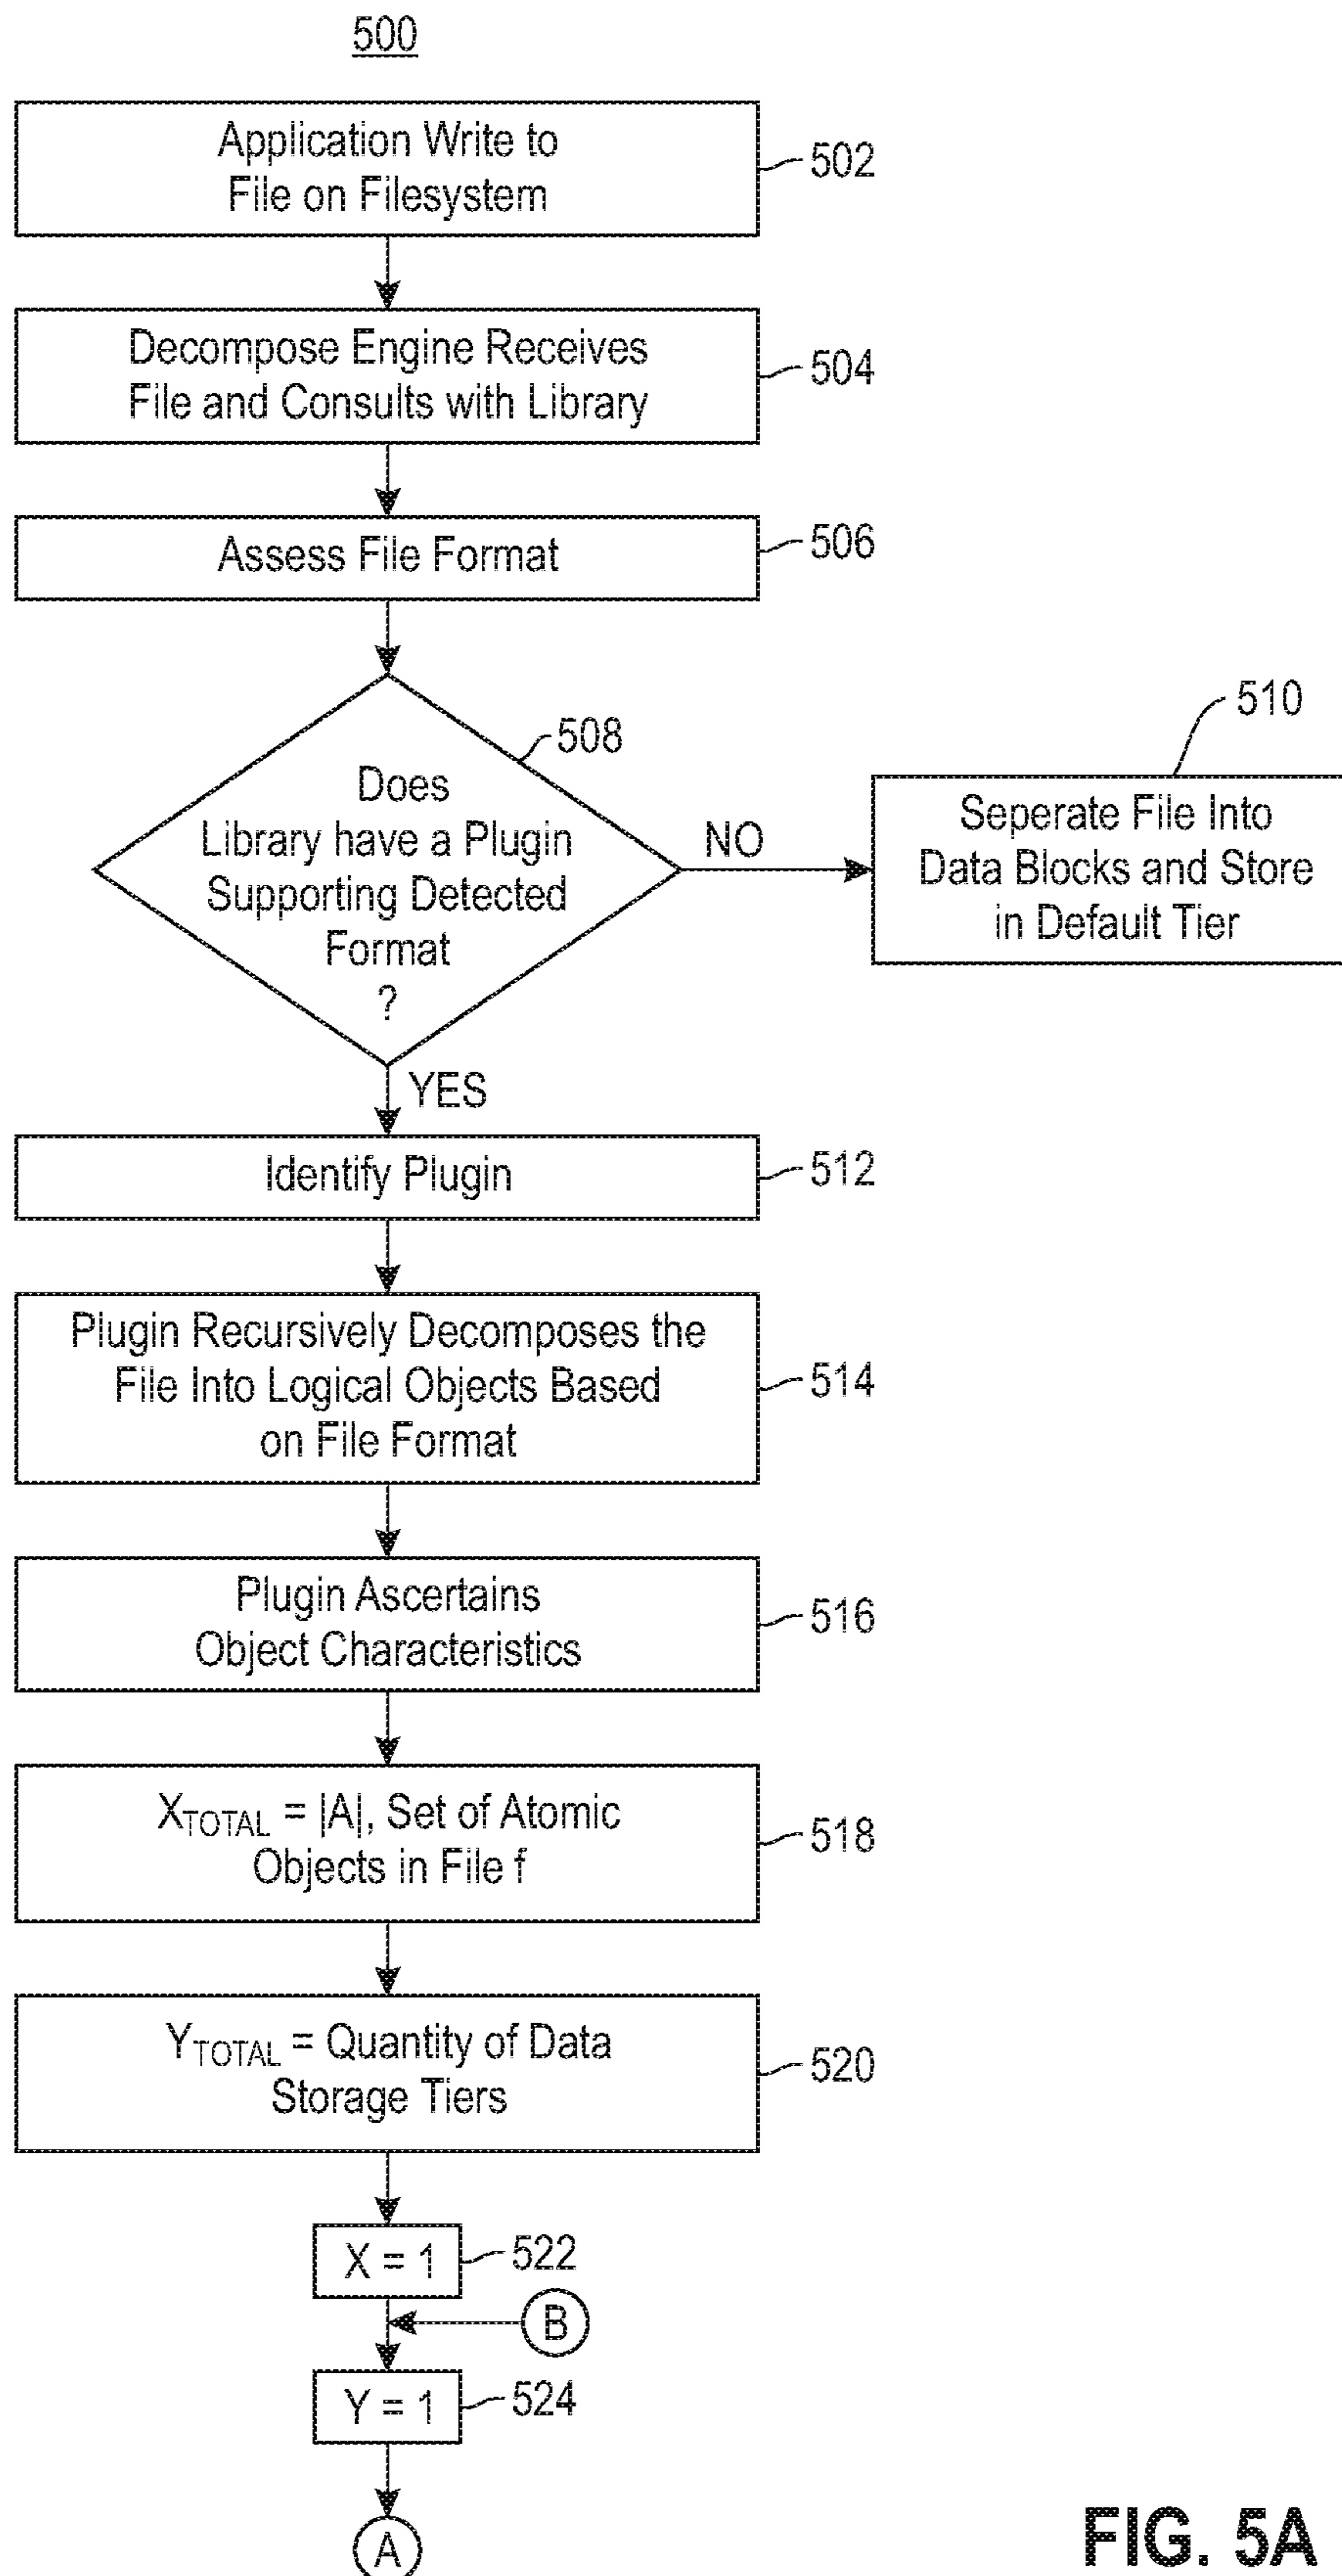 500
Application Write to
File on Filesystem
502
Decompose Engine Receives
File and Consults with Library
504
Assess File Format
506
508
Does
Library have a Plugin
Supporting Detected
Format
?
NO
510
Seperate File Into
Data Blocks and Store
in Default Tier
YES
Identify Plugin
512
Plugin Recursively Decomposes the
File Into Logical Objects Based
on File Format
514
Plugin Ascertains
Object Characteristics
516
X_TOTAL = |A|, Set of Atomic
Objects in File f
518
Y_TOTAL = Quantity of Data
Storage Tiers
520
X = 1
522
B
Y = 1
524
A
FIG. 5A